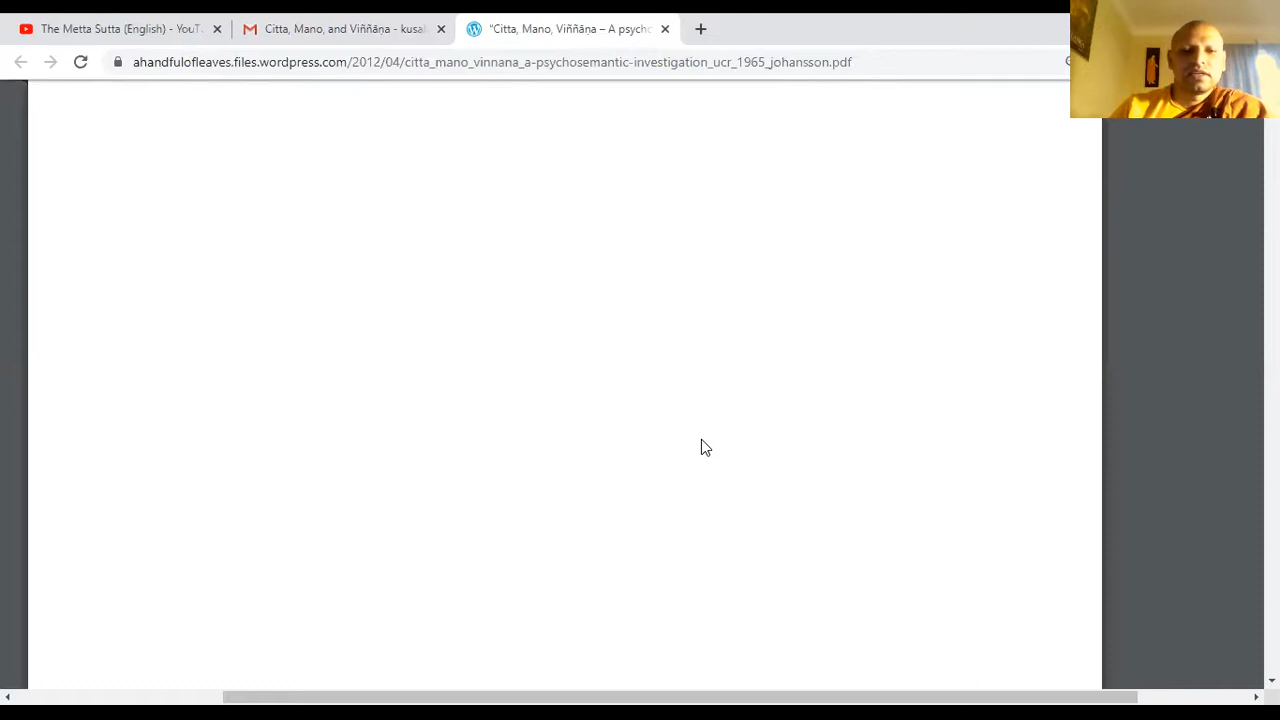 The Metta Sutta (English) - YouT
Citta, Mano, and Viññāṇa - kusal
“Citta, Mano, Viññāṇa – A psycho
ahandfulofleaves.files.wordpress.com/2012/04/citta_mano_vinnana_a-psychosemantic-investigation_ucr_1965_johansson.pdf